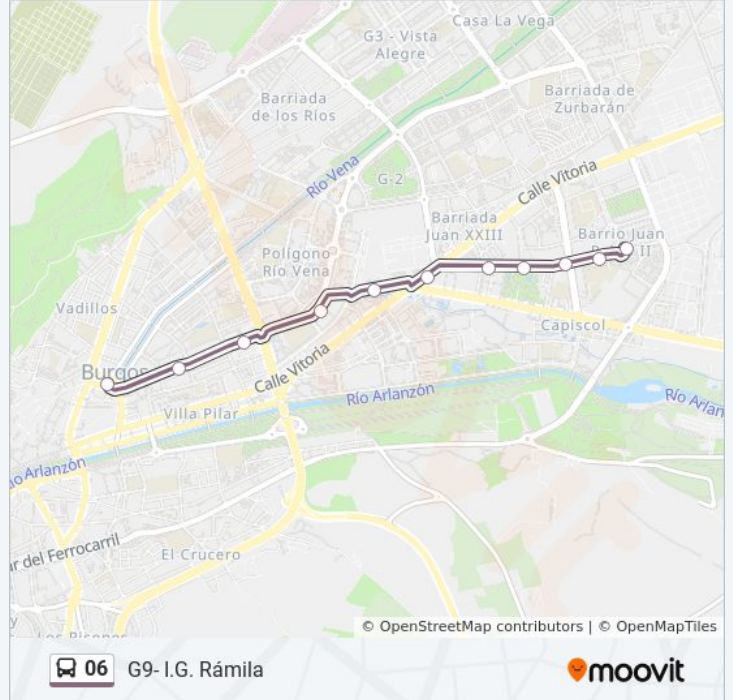 Casa La Vega
G3 - Vista
Alegre
Barriada
de los Ríos
Barriada de
Zurbarán
Río Vena
G-2
Calle Vitoria
Barriada
Juan XXIII
Barrio Juan
II
Polígono
Río Vena
Vadillos
Capiscol
Burgos
Calle Vitoria
Villa Pilar
Río Arlanzón
Río Arlan
o Arlanzón
r del Ferrocarril
El Crucero
y
© OpenStreetMap contributors | © OpenMapTiles
06 G9- I.G. Rámila
moovit